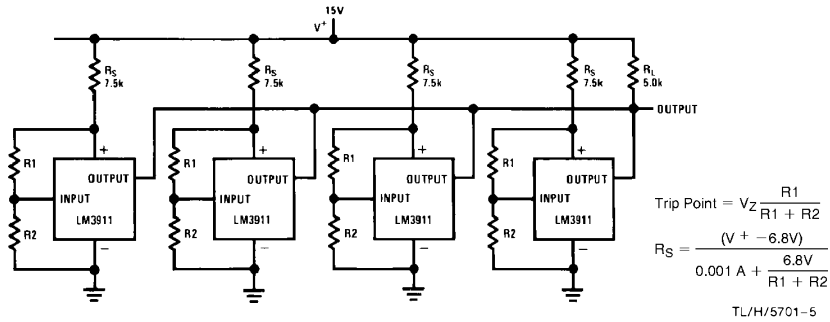 15V
V+
RS
7.5k
RS
7.5k
RS
7.5k
RS
7.5k
RL
5.0k
OUTPUT
R1
+
OUTPUT
INPUT
LM3911
R2
−
R1
+
OUTPUT
INPUT
LM3911
R2
−
R1
+
OUTPUT
INPUT
LM3911
R2
−
R1
+
OUTPUT
INPUT
LM3911
R2
−
Trip Point = VZ R1 / (R1 + R2)
RS = (V + −6.8V) / (0.001 A + 6.8V / (R1 + R2))
TL/H/5701–5